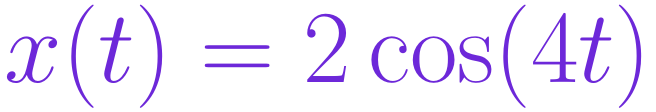 x(t) = 2 cos(4t)